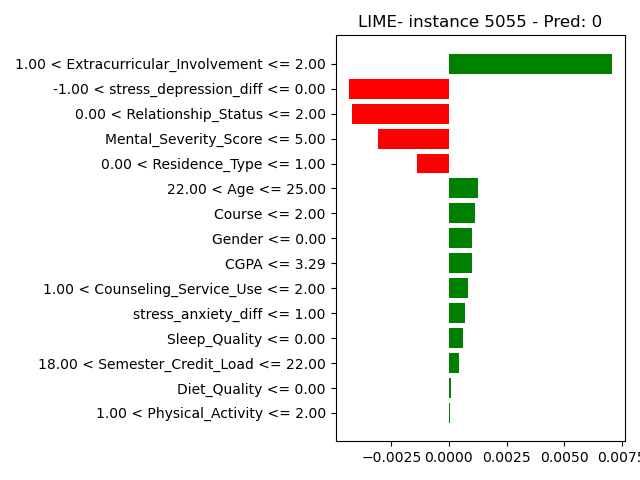 LIME- instance 5055 - Pred: 0
1.00 < Extracurricular_Involvement <= 2.00
-1.00 < stress_depression_diff <= 0.00
0.00 < Relationship_Status <= 2.00
Mental_Severity_Score <= 5.00
0.00 < Residence_Type <= 1.00
22.00 < Age <= 25.00
Course <= 2.00
Gender <= 0.00
CGPA <= 3.29
1.00 < Counseling_Service_Use <= 2.00
stress_anxiety_diff <= 1.00
Sleep_Quality <= 0.00
18.00 < Semester_Credit_Load <= 22.00
Diet_Quality <= 0.00
1.00 < Physical_Activity <= 2.00
−0.0025 0.0000 0.0025 0.0050 0.0075